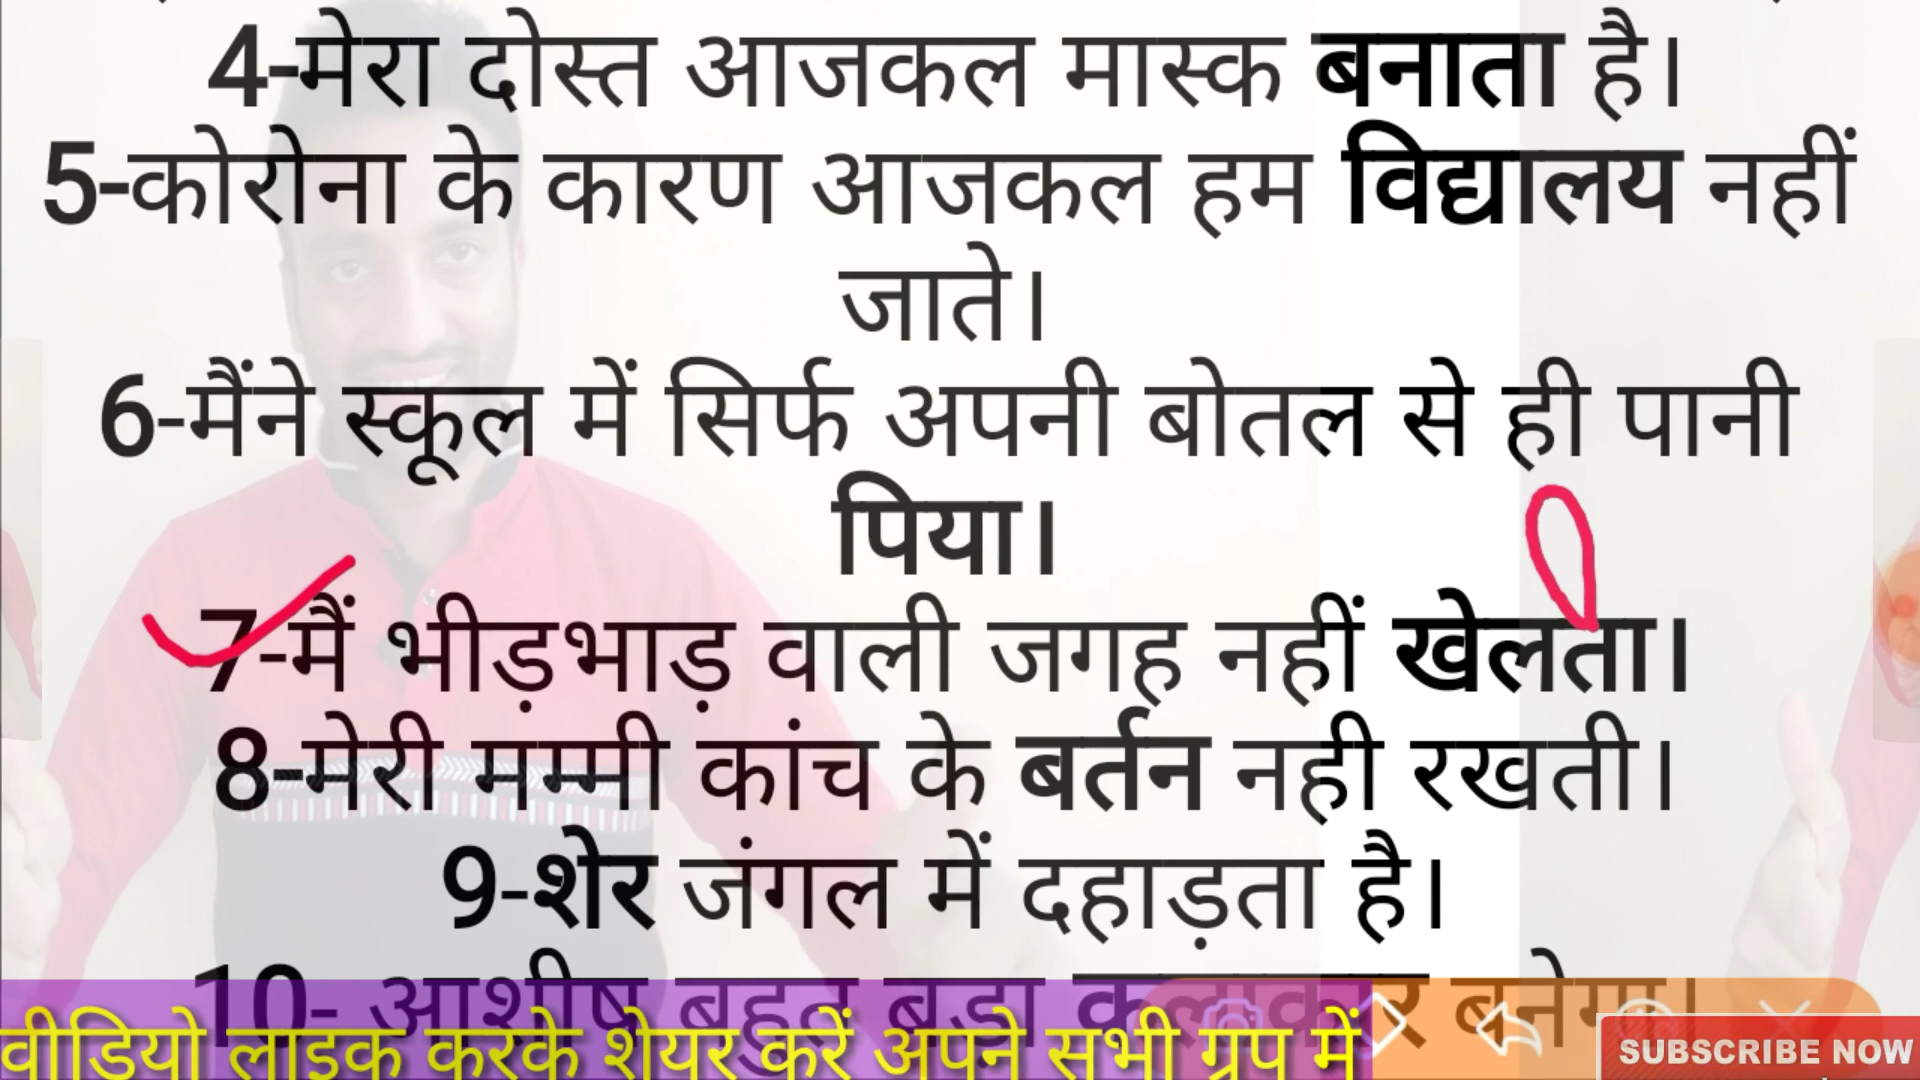 4-मेरा दोस्त आजकल मास्क बनाता है।
5-कोरोना के कारण आजकल हम विद्यालय नहीं
जाते।
6-मैंने स्कूल में सिर्फ अपनी बोतल से ही पानी
पिया।
7-मैं भीड़भाड़ वाली जगह नहीं खेलता।
8-मेरी मम्मी कांच के बर्तन नही रखती।
9-शेर जंगल में दहाड़ता है।
10- आशीष बहुत बड़ा कलाकार बनेगा।
वीडियो लाइक करके शेयर करें अपने सभी ग्रुप में
SUBSCRIBE NOW